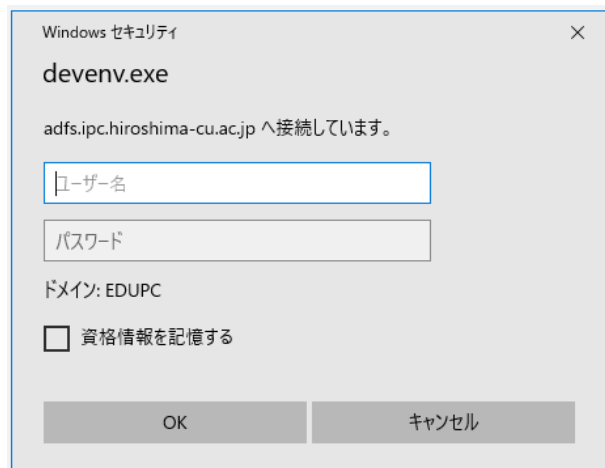 Windows セキュリティ
devenv.exe
adfs.ipc.hiroshima-cu.ac.jp へ接続しています。
ユーザー名
パスワード
ドメイン: EDUPC
資格情報を記憶する
OK
キャンセル